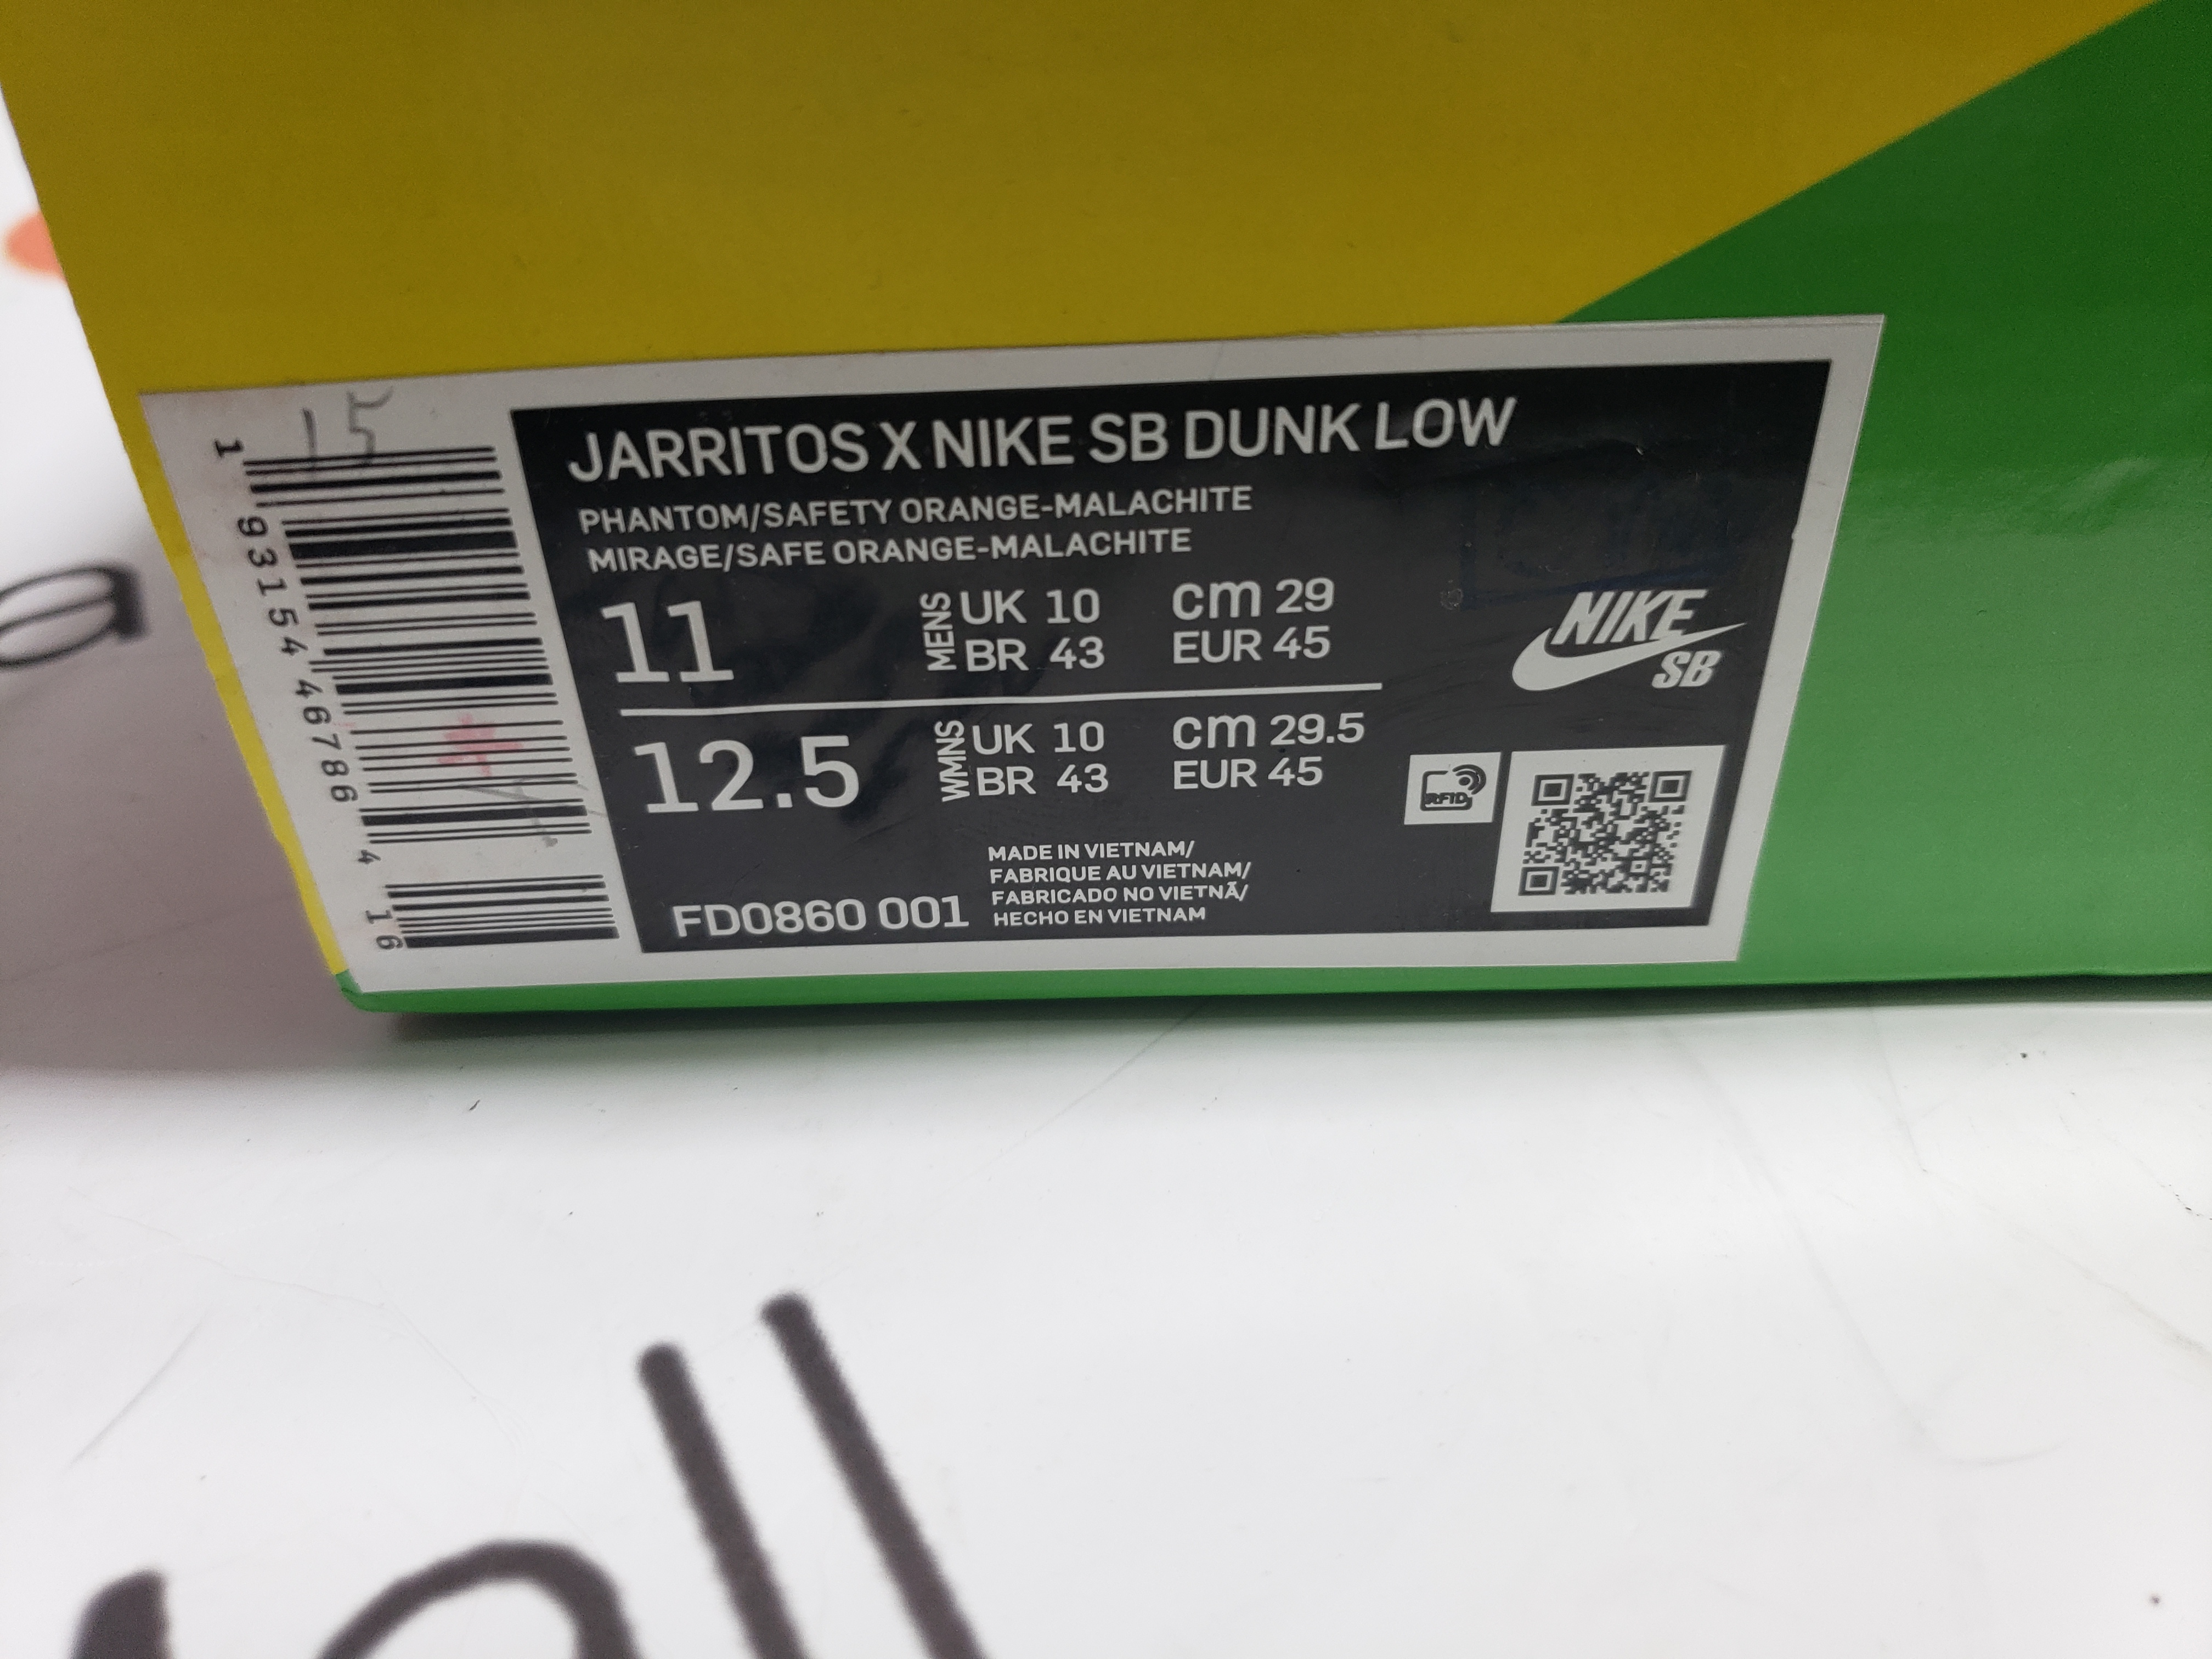 15
1 93154 46786 4 16
JARRITOS X NIKE SB DUNK LOW
PHANTOM/SAFETY ORANGE-MALACHITE
MIRAGE/SAFE ORANGE-MALACHITE
11 MENS UK 10 cm 29
BR 43 EUR 45
12.5 WMNS UK 10 cm 29.5
BR 43 EUR 45
NIKE
SB
RFID
FD0860 001
MADE IN VIETNAM/
FABRIQUE AU VIETNAM/
FABRICADO NO VIETNÃ/
HECHO EN VIETNAM
a
all